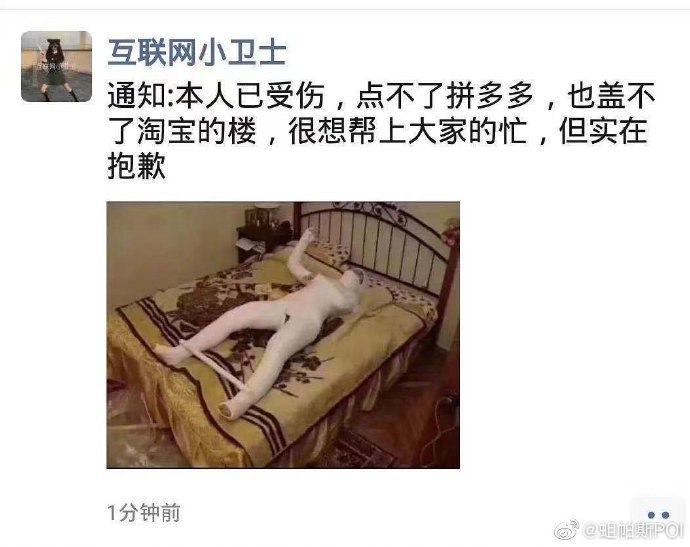 互联网小卫士
通知:本人已受伤，点不了拼多多，也盖不
了淘宝的楼，很想帮上大家的忙，但实在
抱歉
1分钟前
@蛆帕斯POI